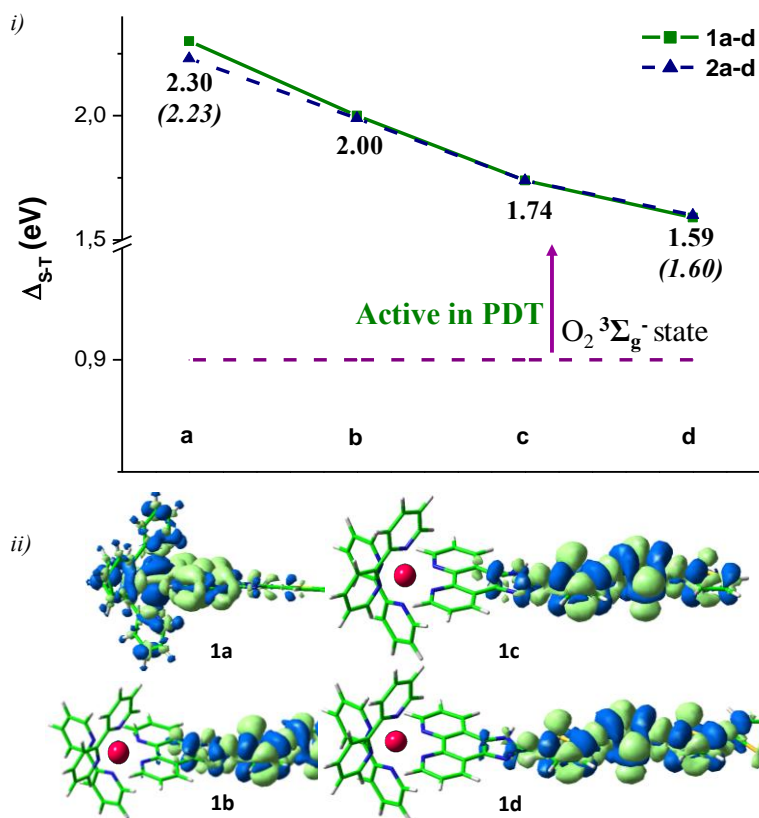 i)
1a-d
2a-d
2.30
(2.23)
2,0
2.00
1.74
1.59
(1.60)
1,5
ΔS-T (eV)
Active in PDT
O2 ³Σg⁻ state
0,9
a b c d
ii)
1a
1c
1b
1d